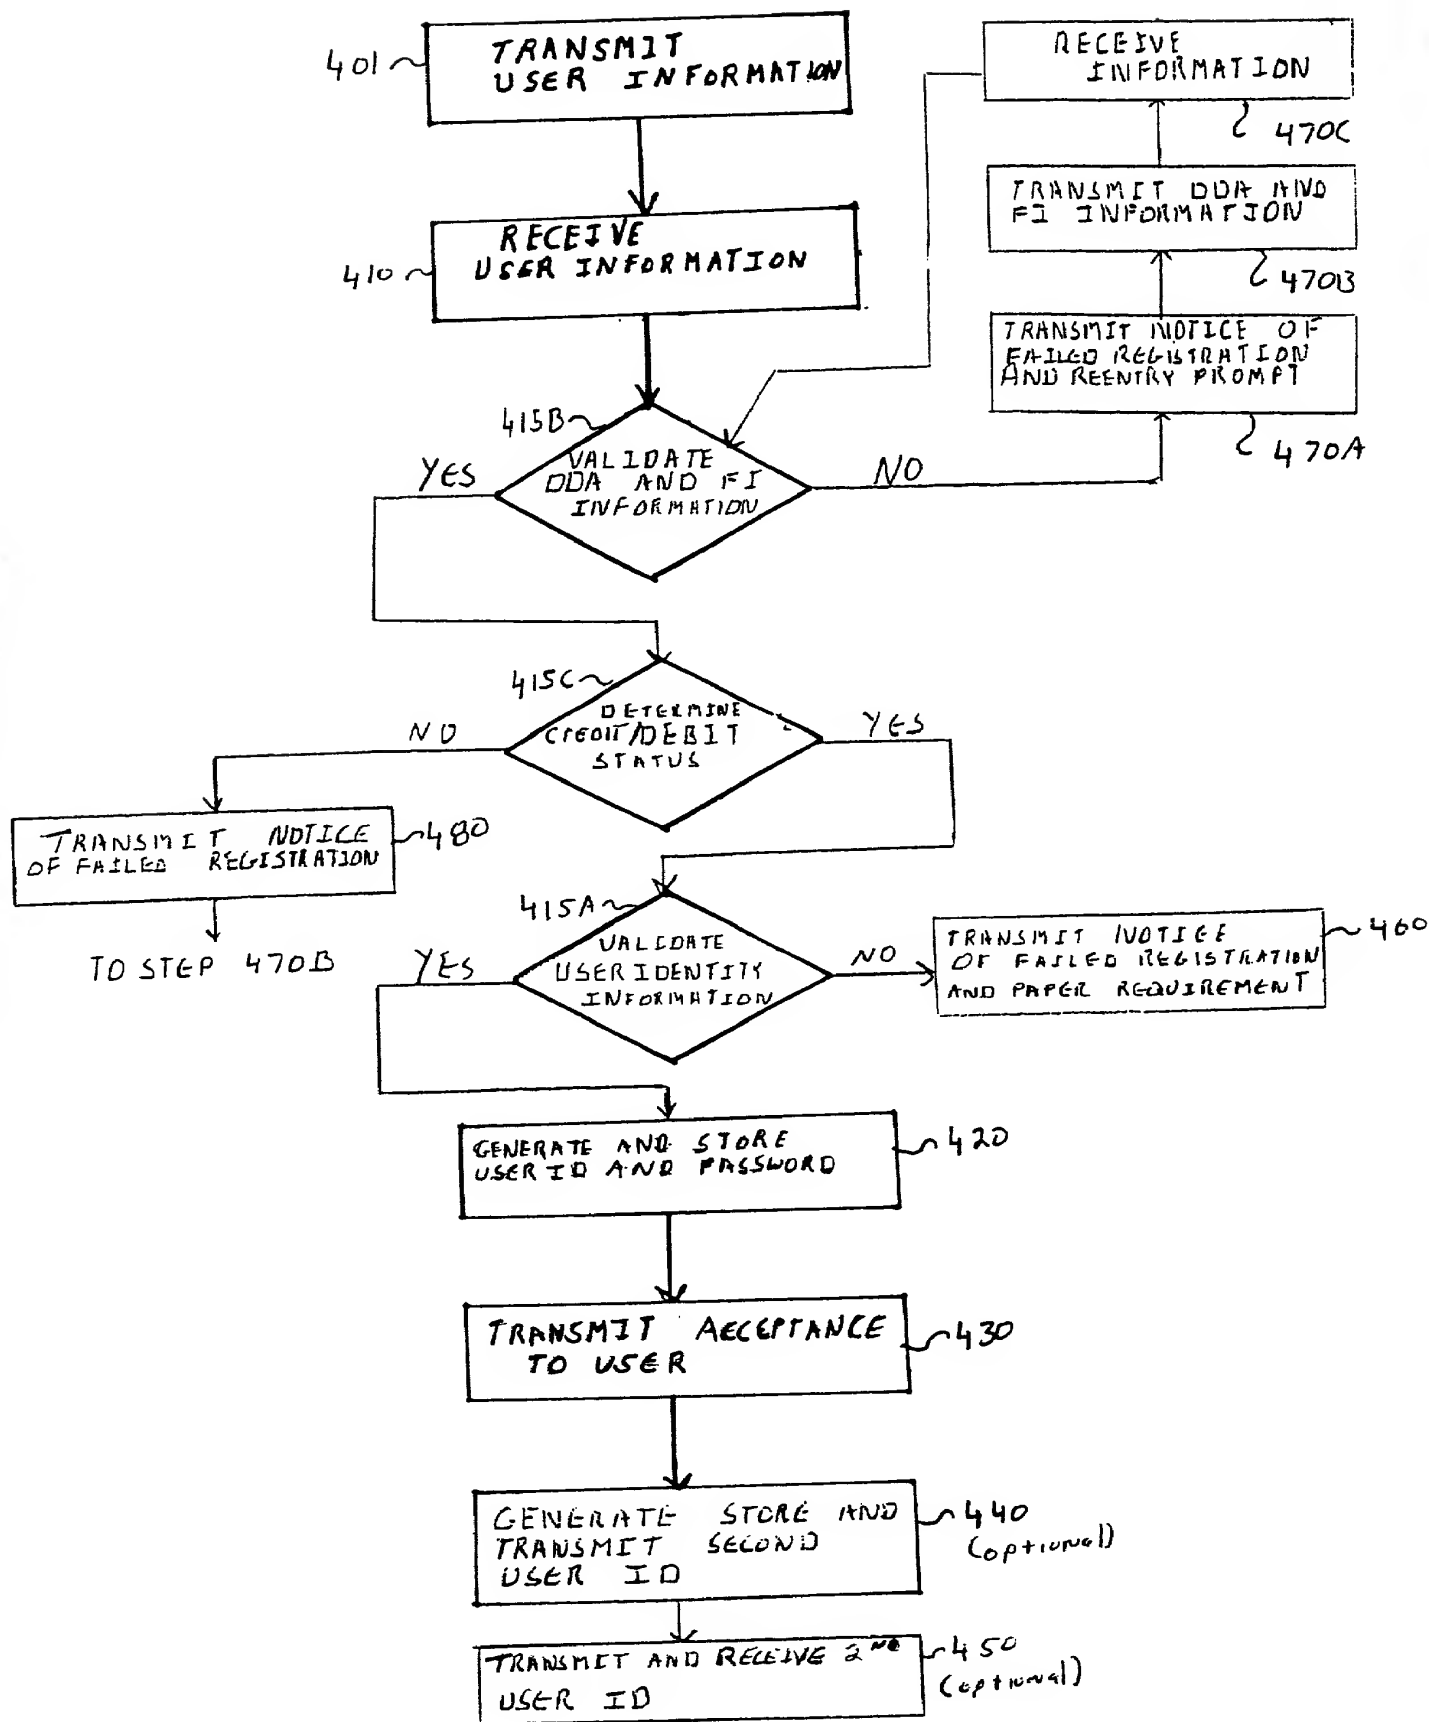 401
TRANSMIT
USER INFORMATION
RECEIVE
INFORMATION
470C
TRANSMIT DDA AND
FI INFORMATION
470B
410
RECEIVE
USER INFORMATION
TRANSMIT NOTICE OF
FAILED REGISTRATION
AND REENTRY PROMPT
470A
415B
YES
VALIDATE
DDA AND FI
INFORMATION
NO
415C
NO
DETERMINE
CREDIT/DEBIT
STATUS
YES
TRANSMIT NOTICE
OF FAILED REGISTRATION
480
TO STEP 470B
415A
YES
VALIDATE
USER IDENTITY
INFORMATION
NO
TRANSMIT NOTICE
OF FAILED REGISTRATION
AND PAPER REQUIREMENT
460
GENERATE AND STORE
USER ID AND PASSWORD
420
TRANSMIT ACCEPTANCE
TO USER
430
GENERATE STORE AND
TRANSMIT SECOND
USER ID
440
(optional)
TRANSMIT AND RECEIVE 2ND
USER ID
450
(optional)